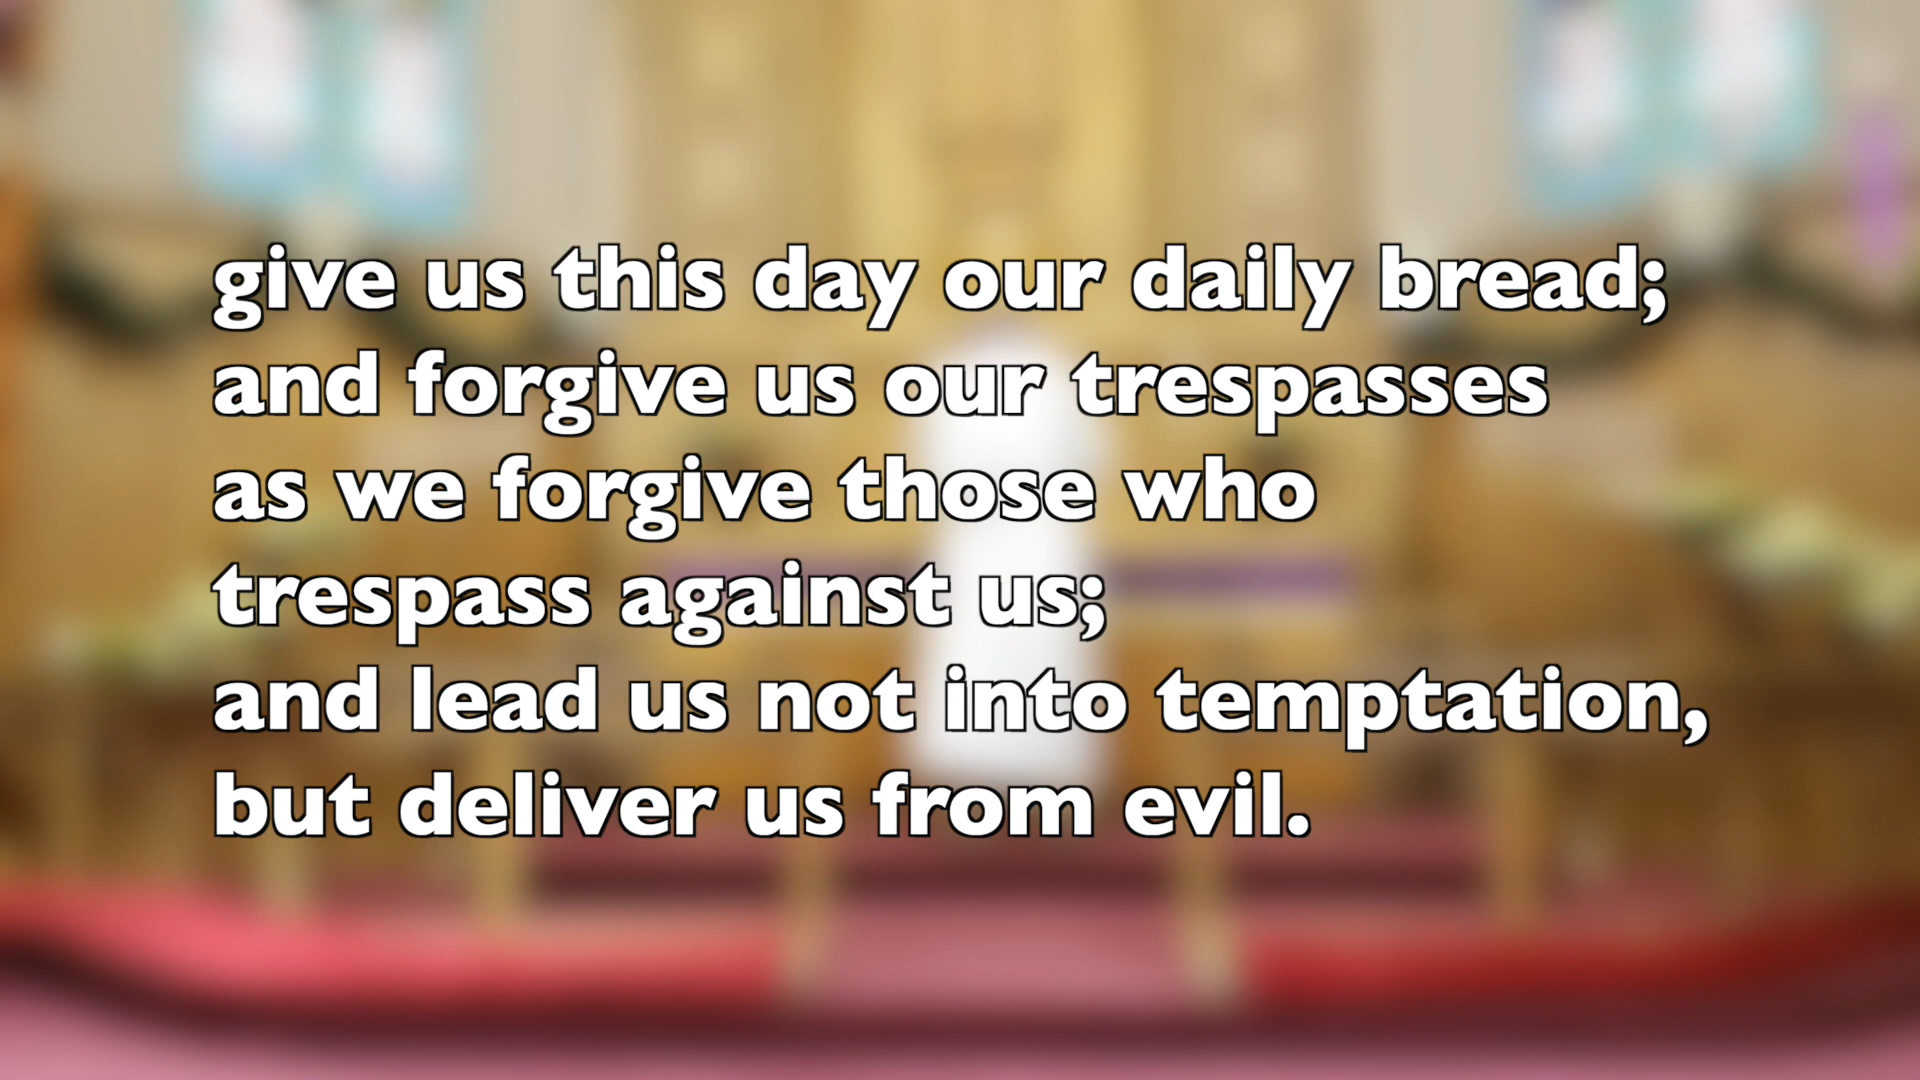 give us this day our daily bread;
and forgive us our trespasses
as we forgive those who
trespass against us;
and lead us not into temptation,
but deliver us from evil.